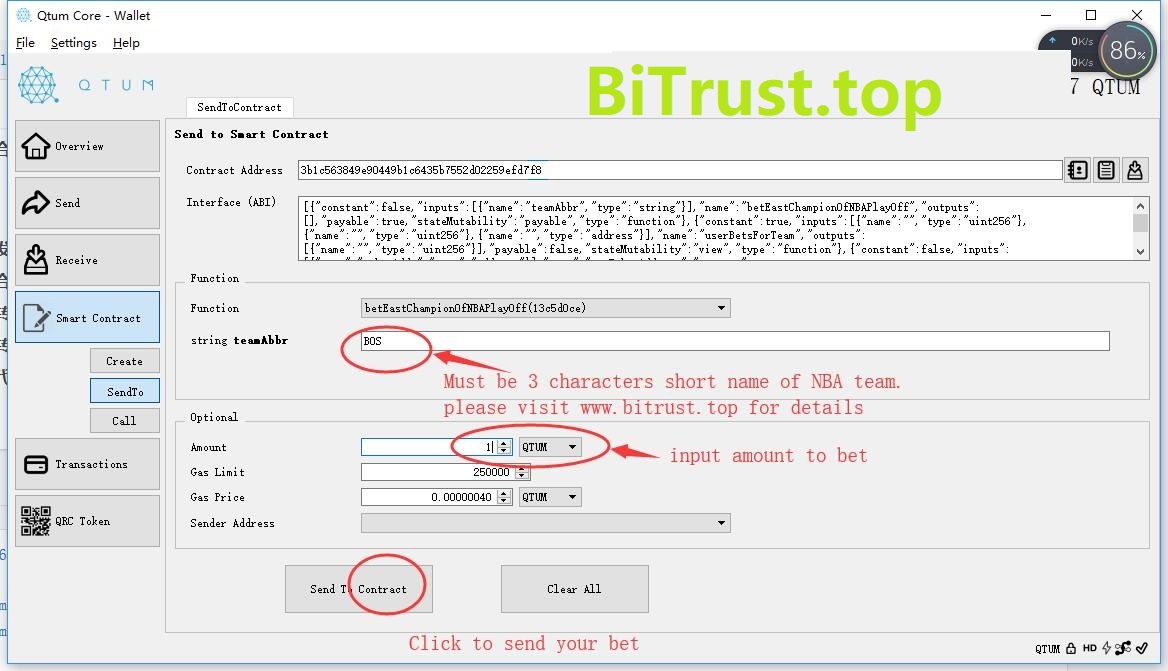 Qtum Core - Wallet
File Settings Help
0K/s
0K/s
86%
QTUM
BiTrust.top
7 QTUM
SendToContract
Send to Smart Contract
Overview
Send
Receive
Smart Contract
Create
SendTo
Call
Transactions
QRC Token
Contract Address 3b1c563849e90449b1c6435b7552d02259efd7f8
Interface (ABI)
[{"constant":false, "inputs":[{"name":"teamAbbr", "type":"string"}], "name":"betEastChampionOfNBAPlayOff", "outputs":
[], "payable":true, "stateMutability":"payable", "type":"function"}, {"constant":true, "inputs":[{"name":"", "type":"uint256"},
{"name":"", "type":"uint256"}, {"name":"", "type":"address"}], "name":"userBetsForTeam", "outputs":
[{"name":"", "type":"uint256"}], "payable":false, "stateMutability":"view", "type":"function"}, {"constant":false, "inputs":
Function
Function betEastChampionOfNBAPlayOff(13c5d0ce)
string teamAbbr BOS
Must be 3 characters short name of NBA team.
please visit www.bitrust.top for details
Optional
Amount 1 QTUM
input amount to bet
Gas Limit 250000
Gas Price 0.00000040 QTUM
Sender Address
Send To Contract Clear All
Click to send your bet
QTUM HD